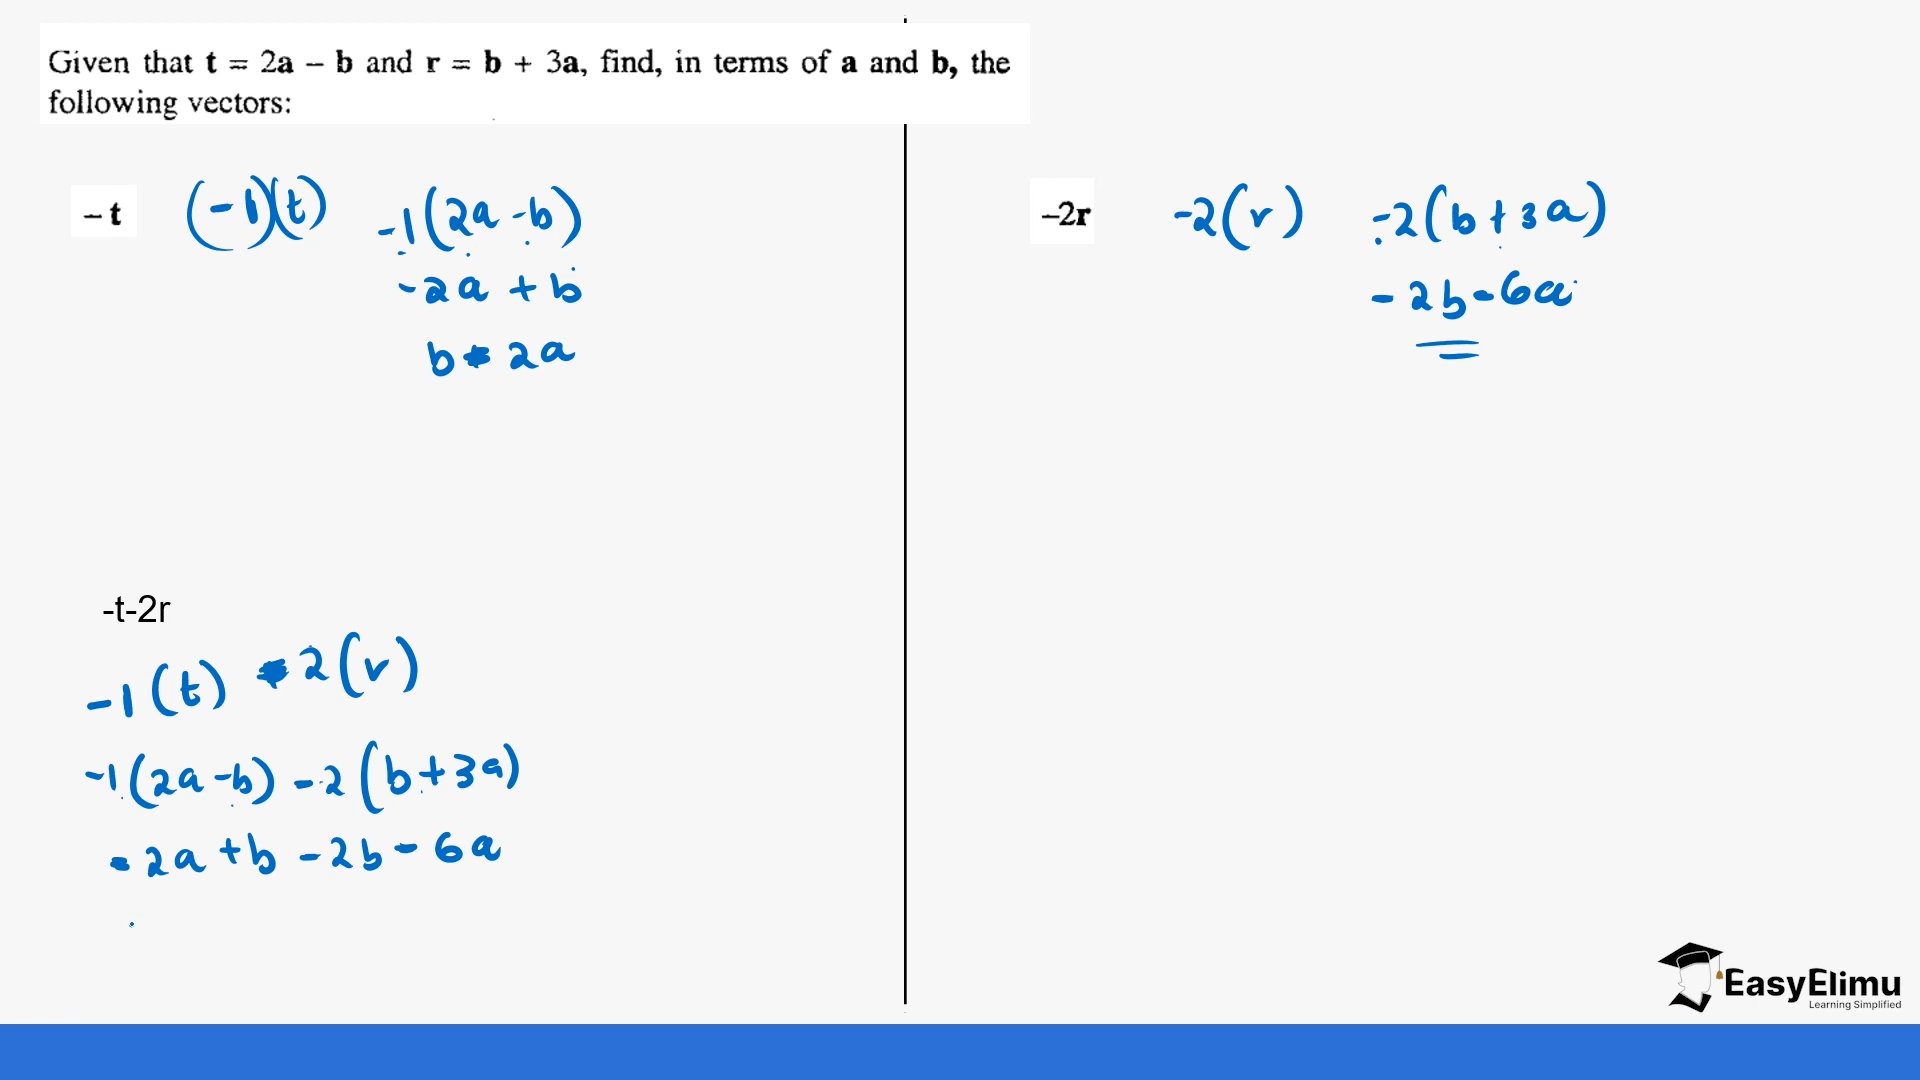 Given that t = 2a – b and r = b + 3a, find, in terms of a and b, the
following vectors:
– t
(-1)(t)
-1(2a -b)
-2a + b
b - 2a
–2r
-2(r)
-2(b + 3a)
- 2b - 6a
-t-2r
-1(t) - 2(r)
-1(2a -b) - 2(b+3a)
- 2a + b - 2b - 6a
EasyElimu
Learning Simplified